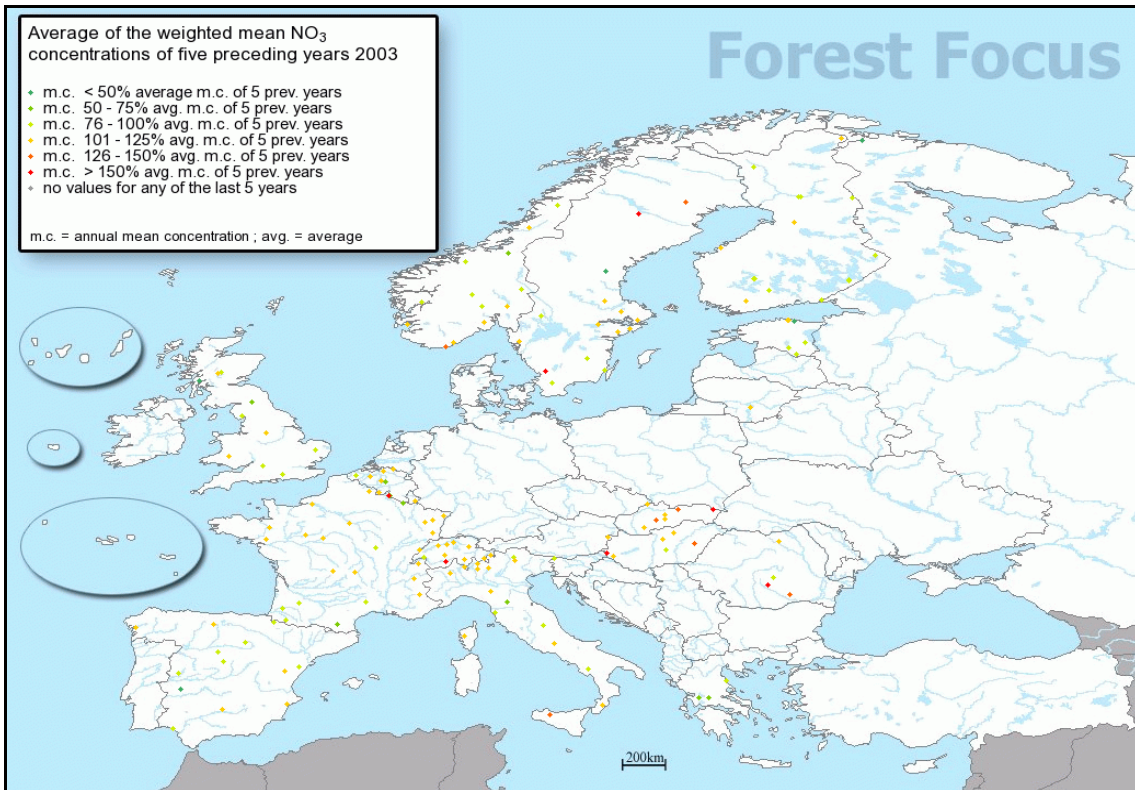 Average of the weighted mean NO₃
concentrations of five preceding years 2003
m.c. < 50% average m.c. of 5 prev. years
m.c. 50 - 75% avg. m.c. of 5 prev. years
m.c. 76 - 100% avg. m.c. of 5 prev. years
m.c. 101 - 125% avg. m.c. of 5 prev. years
m.c. 126 - 150% avg. m.c. of 5 prev. years
m.c. > 150% avg. m.c. of 5 prev. years
no values for any of the last 5 years
m.c. = annual mean concentration ; avg. = average
Forest Focus
200km